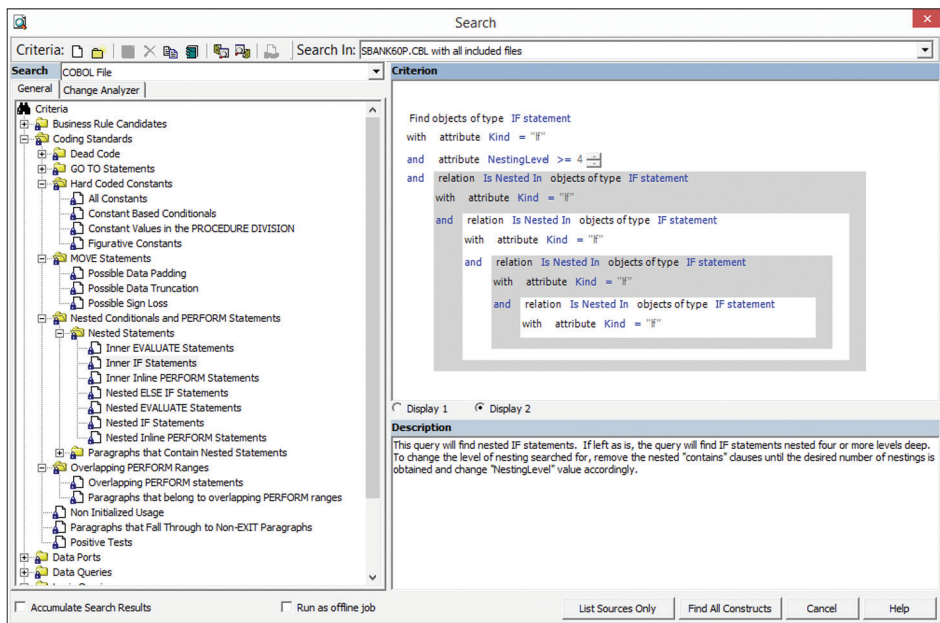 Search
Criteria: Search In: SBANK60P.CBL with all included files
Search COBOL File
General Change Analyzer
Criteria
Business Rule Candidates
Coding Standards
Dead Code
GO TO Statements
Hard Coded Constants
All Constants
Constant Based Conditionals
Constant Values in the PROCEDURE DIVISION
Figurative Constants
MOVE Statements
Possible Data Padding
Possible Data Truncation
Possible Sign Loss
Nested Conditionals and PERFORM Statements
Nested Statements
Inner EVALUATE Statements
Inner IF Statements
Inner Inline PERFORM Statements
Nested ELSE IF Statements
Nested EVALUATE Statements
Nested IF Statements
Nested Inline PERFORM Statements
Paragraphs that Contain Nested Statements
Overlapping PERFORM Ranges
Overlapping PERFORM statements
Paragraphs that belong to overlapping PERFORM ranges
Non Initialized Usage
Paragraphs that Fall Through to Non-EXIT Paragraphs
Positive Tests
Data Ports
Data Queries
Criterion
Find objects of type IF statement
with attribute Kind = "If"
and attribute NestingLevel >= 4
and relation Is Nested In objects of type IF statement
with attribute Kind = "If"
and relation Is Nested In objects of type IF statement
with attribute Kind = "If"
and relation Is Nested In objects of type IF statement
with attribute Kind = "If"
and relation Is Nested In objects of type IF statement
with attribute Kind = "If"
Display 1 Display 2
Description
This query will find nested IF statements. If left as is, the query will find IF statements nested four or more levels deep.
To change the level of nesting searched for, remove the nested "contains" clauses until the desired number of nestings is
obtained and change "NestingLevel" value accordingly.
Accumulate Search Results Run as offline job List Sources Only Find All Constructs Cancel Help